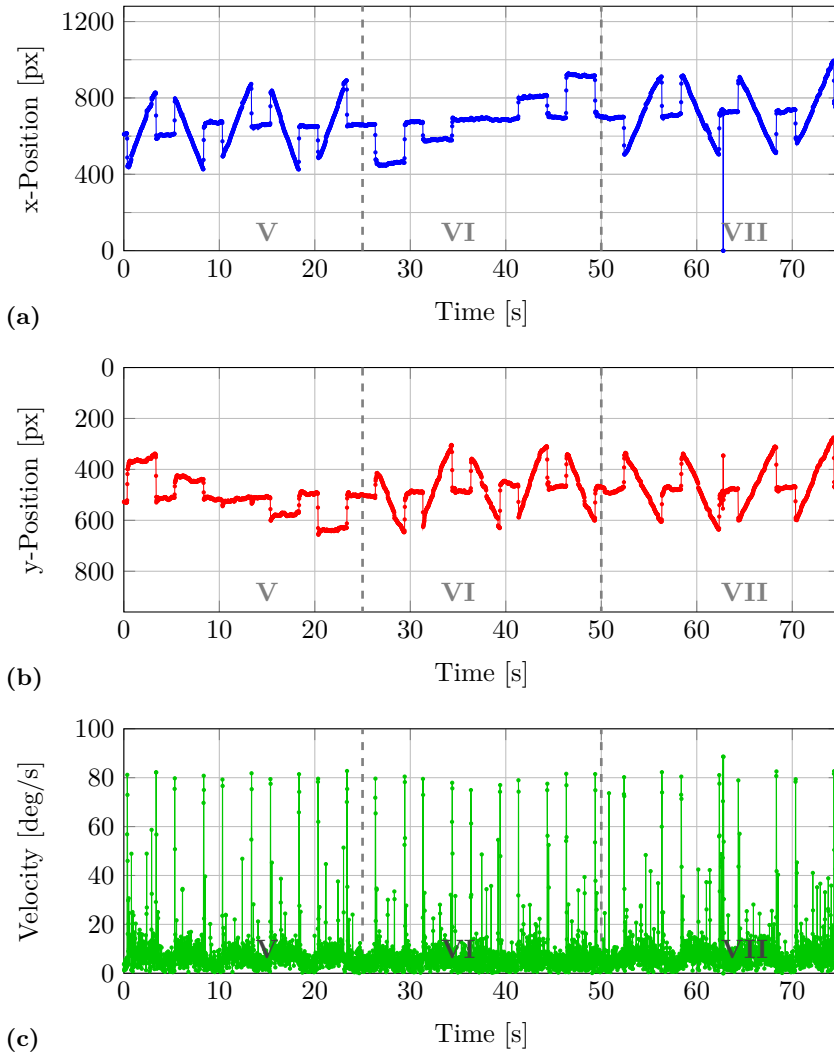 1200
800
400
0
x-Position [px]
V VI VII
0 10 20 30 40 50 60 70
Time [s]
(a)
0
200
400
600
800
y-Position [px]
V VI VII
0 10 20 30 40 50 60 70
Time [s]
(b)
100
80
60
40
20
0
Velocity [deg/s]
V VI VII
0 10 20 30 40 50 60 70
Time [s]
(c)